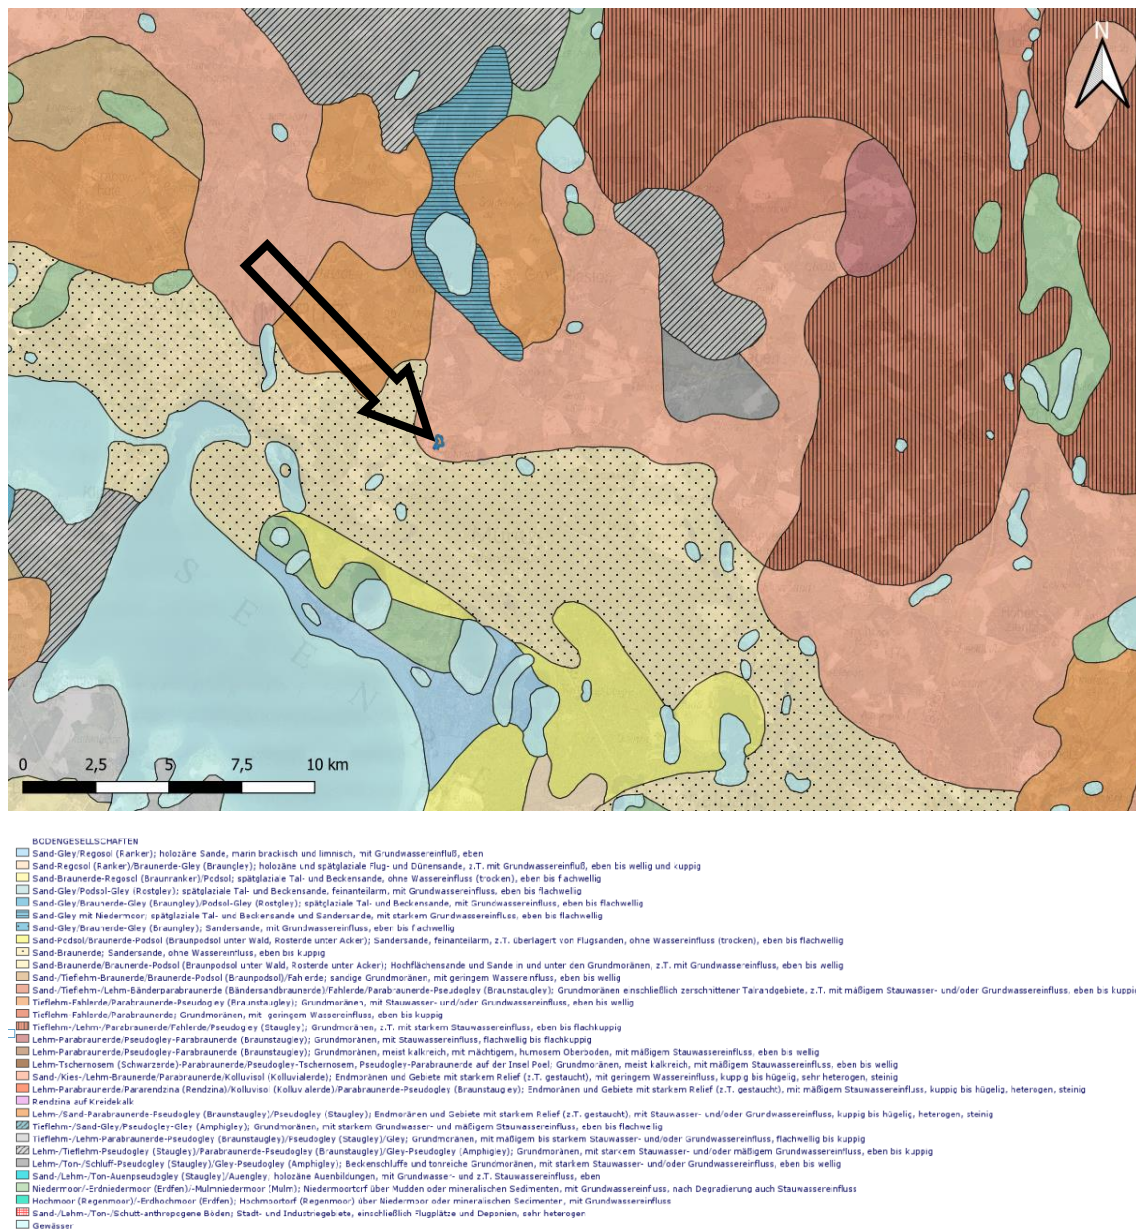 N
S
E
E
N
0 2,5 5 7,5 10 km
BODENGESELLSCHAFTEN
Sand-Gley/Regosol (Ranker); holozäne Sande, marin brackisch und limnisch, mit Grundwassereinfluß, eben
Sand-Regosol (Ranker)/Braunerde-Gley (Braungley); holozäne und spätglaziale Flug- und Dünensande, z.T. mit Grundwassereinfluß, eben bis wellig und kuppig
Sand-Braunerde-Regosol (Braunranker)/Podsol; spätglaziale Tal- und Beckensande, ohne Wassereinfluss (trocken), eben bis flachwellig
Sand-Gley/Podsol-Gley (Rostgley); spätglaziale Tal- und Beckensande, feinanteilarm, mit Grundwassereinfluss, eben bis flachwellig
Sand-Gley/Braunerde-Gley (Braungley)/Podsol-Gley (Rostgley); spätglaziale Tal- und Beckensande, mit Grundwassereinfluss, eben bis flachwellig
Sand-Gley mit Niedermoor; spätglaziale Tal- und Beckensande und Sandersande, mit starkem Grundwassereinfluss, eben bis flachwellig
Sand-Gley/Braunerde-Gley (Braungley); Sandersande, mit Grundwassereinfluss, eben bis flachwellig
Sand-Podsol/Braunerde-Podsol (Braunpodsol unter Wald, Rosterde unter Acker); Sandersande, feinanteilarm, z.T. überlagert von Flugsanden, ohne Wassereinfluss (trocken), eben bis flachwellig
Sand-Braunerde; Sandersande, ohne Wassereinfluss, eben bis kuppig
Sand-Braunerde/Braunerde-Podsol (Braunpodsol unter Wald, Rosterde unter Acker); Hochflächensande und Sande in und unter den Grundmoränen, z.T. mit Grundwassereinfluss, eben bis wellig
Sand-/Tieflehm-Braunerde/Braunerde-Podsol (Braunpodsol)/Fahlerde; sandige Grundmoränen, mit geringem Wassereinfluss, eben bis wellig
Sand-/Tieflehm-/Lehm-Bänderparabraunerde (Bändersandbraunerde)/Fahlerde/Parabraunerde-Pseudogley (Braunstaugley); Grundmoränen einschließlich zerschnittener Talrandgebiete, z.T. mit mäßigem Stauwasser- und/oder Grundwassereinfluss, eben bis kuppig
Tieflehm-Fahlerde/Parabraunerde-Pseudogley (Braunstaugley); Grundmoränen, mit Stauwasser- und/oder Grundwassereinfluss, eben bis wellig
Tieflehm-Fahlerde/Parabraunerde; Grundmoränen, mit geringem Wassereinfluss, eben bis kuppig
Tieflehm-/Lehm-/Parabraunerde/Fahlerde/Pseudogley (Staugley); Grundmoränen, z.T. mit starkem Stauwassereinfluss, eben bis flachkuppig
Lehm-Parabraunerde/Pseudogley-Parabraunerde (Braunstaugley); Grundmoränen, mit Stauwassereinfluss, flachwellig bis flachkuppig
Lehm-Parabraunerde/Pseudogley-Parabraunerde (Braunstaugley); Grundmoränen, meist kalkreich, mit mächtigem, humosem Oberboden, mit mäßigem Stauwassereinfluss, eben bis wellig
Lehm-Tschernosem (Schwarzerde)-Parabraunerde/Pseudogley-Tschernosem, Pseudogley-Parabraunerde auf der Insel Poel; Grundmoränen, meist kalkreich, mit mäßigem Stauwassereinfluss, eben bis wellig
Sand-/Kies-/Lehm-Braunerde/Parabraunerde/Kolluvisol (Kolluvialerde); Endmoränen und Gebiete mit starkem Relief (z.T. gestaucht), mit geringem Wassereinfluss, kuppig bis hügelig, sehr heterogen, steinig
Lehm-Parabraunerde/Pararendzina (Rendzina)/Kolluvisol (Kolluvialerde)/Parabraunerde-Pseudogley (Braunstaugley); Endmoränen und Gebiete mit starkem Relief (z.T. gestaucht), mit mäßigem Stauwassereinfluss, kuppig bis hügelig, heterogen, steinig
Rendzina auf Kreidekalk
Lehm-/Sand-Parabraunerde-Pseudogley (Braunstaugley)/Pseudogley (Staugley); Endmoränen und Gebiete mit starkem Relief (z.T. gestaucht), mit Stauwasser- und/oder Grundwassereinfluss, kuppig bis hügelig, heterogen, steinig
Tieflehm-/Sand-Gley/Pseudogley-Gley (Amphigley); Grundmoränen, mit starkem Grundwasser- und mäßigem Stauwassereinfluss, eben bis flachwellig
Tieflehm-/Lehm-Parabraunerde-Pseudogley (Braunstaugley)/Pseudogley (Staugley)/Gley; Grundmoränen, mit mäßigem bis starkem Stauwasser- und/oder Grundwassereinfluss, flachwellig bis kuppig
Lehm-/Tieflehm-Pseudogley (Staugley)/Parabraunerde-Pseudogley (Braunstaugley)/Gley-Pseudogley (Amphigley); Grundmoränen, mit starkem Stauwasser- und/oder mäßigem Grundwassereinfluss, eben bis kuppig
Lehm-/Ton-/Schluff-Pseudogley (Staugley)/Gley-Pseudogley (Amphigley); Beckenschluffe und tonreiche Grundmoränen, mit starkem Stauwasser- und/oder Grundwassereinfluss, eben bis wellig
Sand-/Lehm-/Ton-Auenpseudogley (Staugley)/Auengley, holozäne Auenbildungen, mit Grundwasser- und z.T. Stauwassereinfluss, eben
Niedermoor/-Erdniedermoor (Erdfen)/-Mulmniedermoor (Mulm); Niedermoortorf über Mudden oder mineralischen Sedimenten, mit Grundwassereinfluss, nach Degradierung auch Stauwassereinfluss
Hochmoor (Regenmoor)/-Erdhochmoor (Erdfen); Hochmoortorf (Regenmoor) über Niedermoor oder mineralischen Sedimenten, mit Grundwassereinfluss
Sand-/Lehm-/Ton-/Schutt-anthropogene Böden; Stadt- und Industriegebiete, einschließlich Flugplätze und Deponien, sehr heterogen
Gewässer